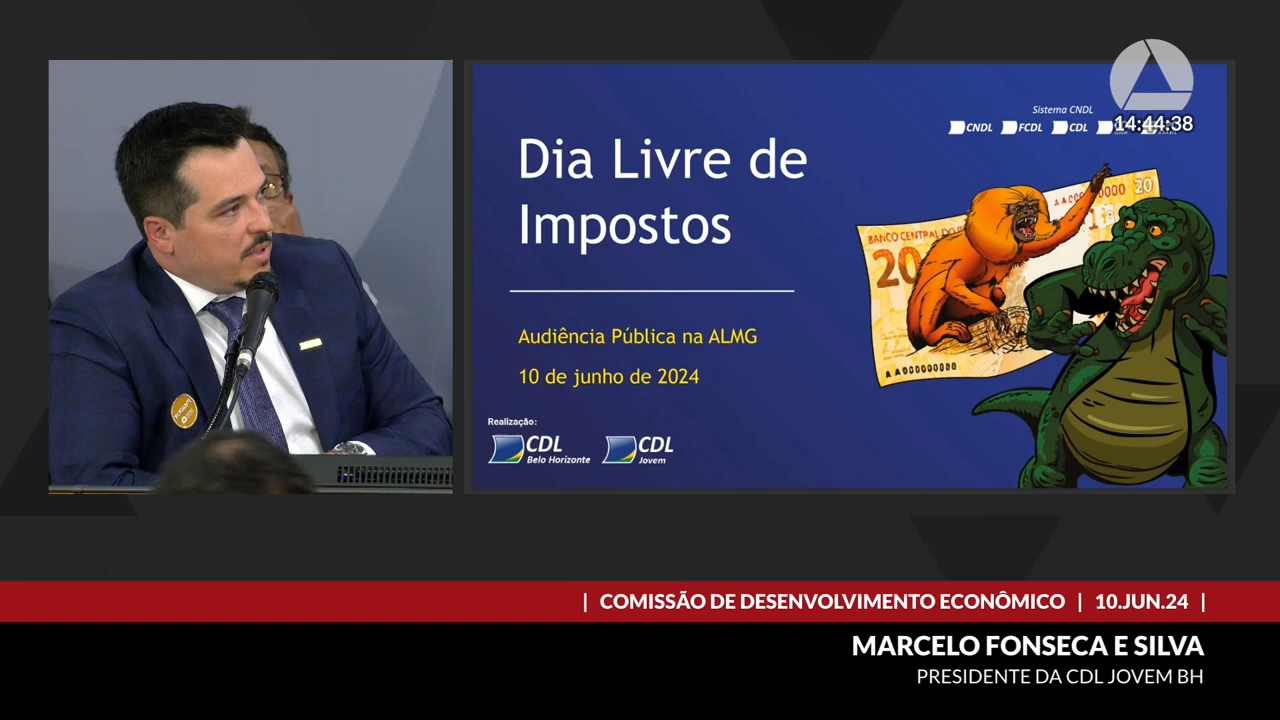 Sistema CNDL
CNDL FCDL CDL
14:44:38
Dia Livre de
Impostos
Audiência Pública na ALMG
10 de junho de 2024
Realização:
CDL
Belo Horizonte
CDL
Jovem
BANCO CENTRAL DO
20
20
| COMISSÃO DE DESENVOLVIMENTO ECONÔMICO | 10.JUN.24 |
MARCELO FONSECA E SILVA
PRESIDENTE DA CDL JOVEM BH